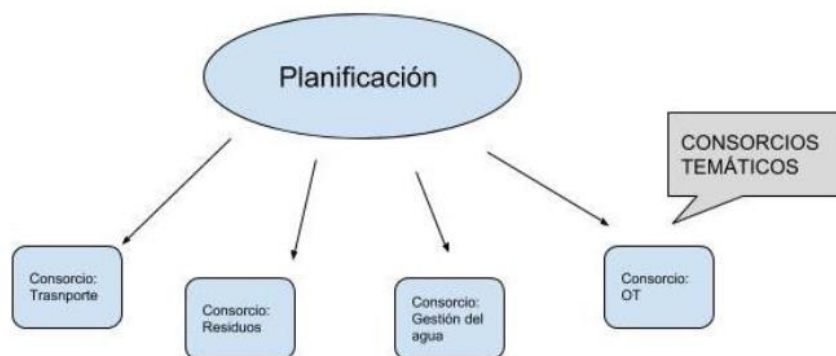 Planificación
CONSORCIOS
TEMÁTICOS
Consorcio:
Trasnporte
Consorcio:
Residuos
Consorcio:
Gestión del
agua
Consorcio:
OT